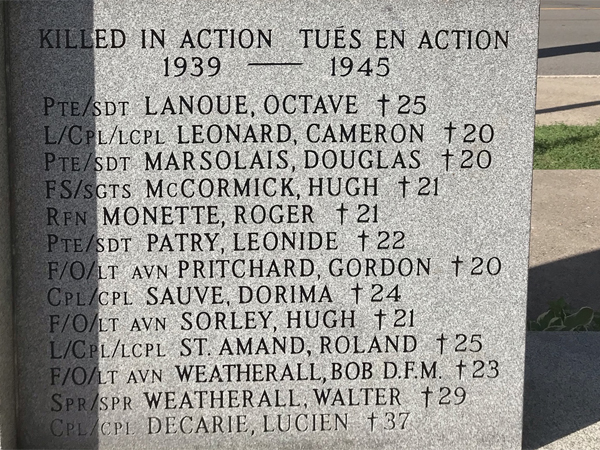 KILLED IN ACTION TUÉS EN ACTION
1939 — 1945
PTE/SDT LANOUE, OCTAVE †25
L/CPL/LCPL LEONARD, CAMERON †20
PTE/SDT MARSOLAIS, DOUGLAS †20
FS/SGTS MCCORMICK, HUGH †21
RFN MONETTE, ROGER †21
PTE/SDT PATRY, LEONIDE †22
F/O/LT AVN PRITCHARD, GORDON †20
CPL/CPL SAUVE, DORIMA †24
F/O/LT AVN SORLEY, HUGH †21
L/CPL/LCPL ST. AMAND, ROLAND †25
F/O/LT AVN WEATHERALL, BOB D.F.M. †23
SPR/SPR WEATHERALL, WALTER †29
CPL/CPL DECARIE, LUCIEN †37